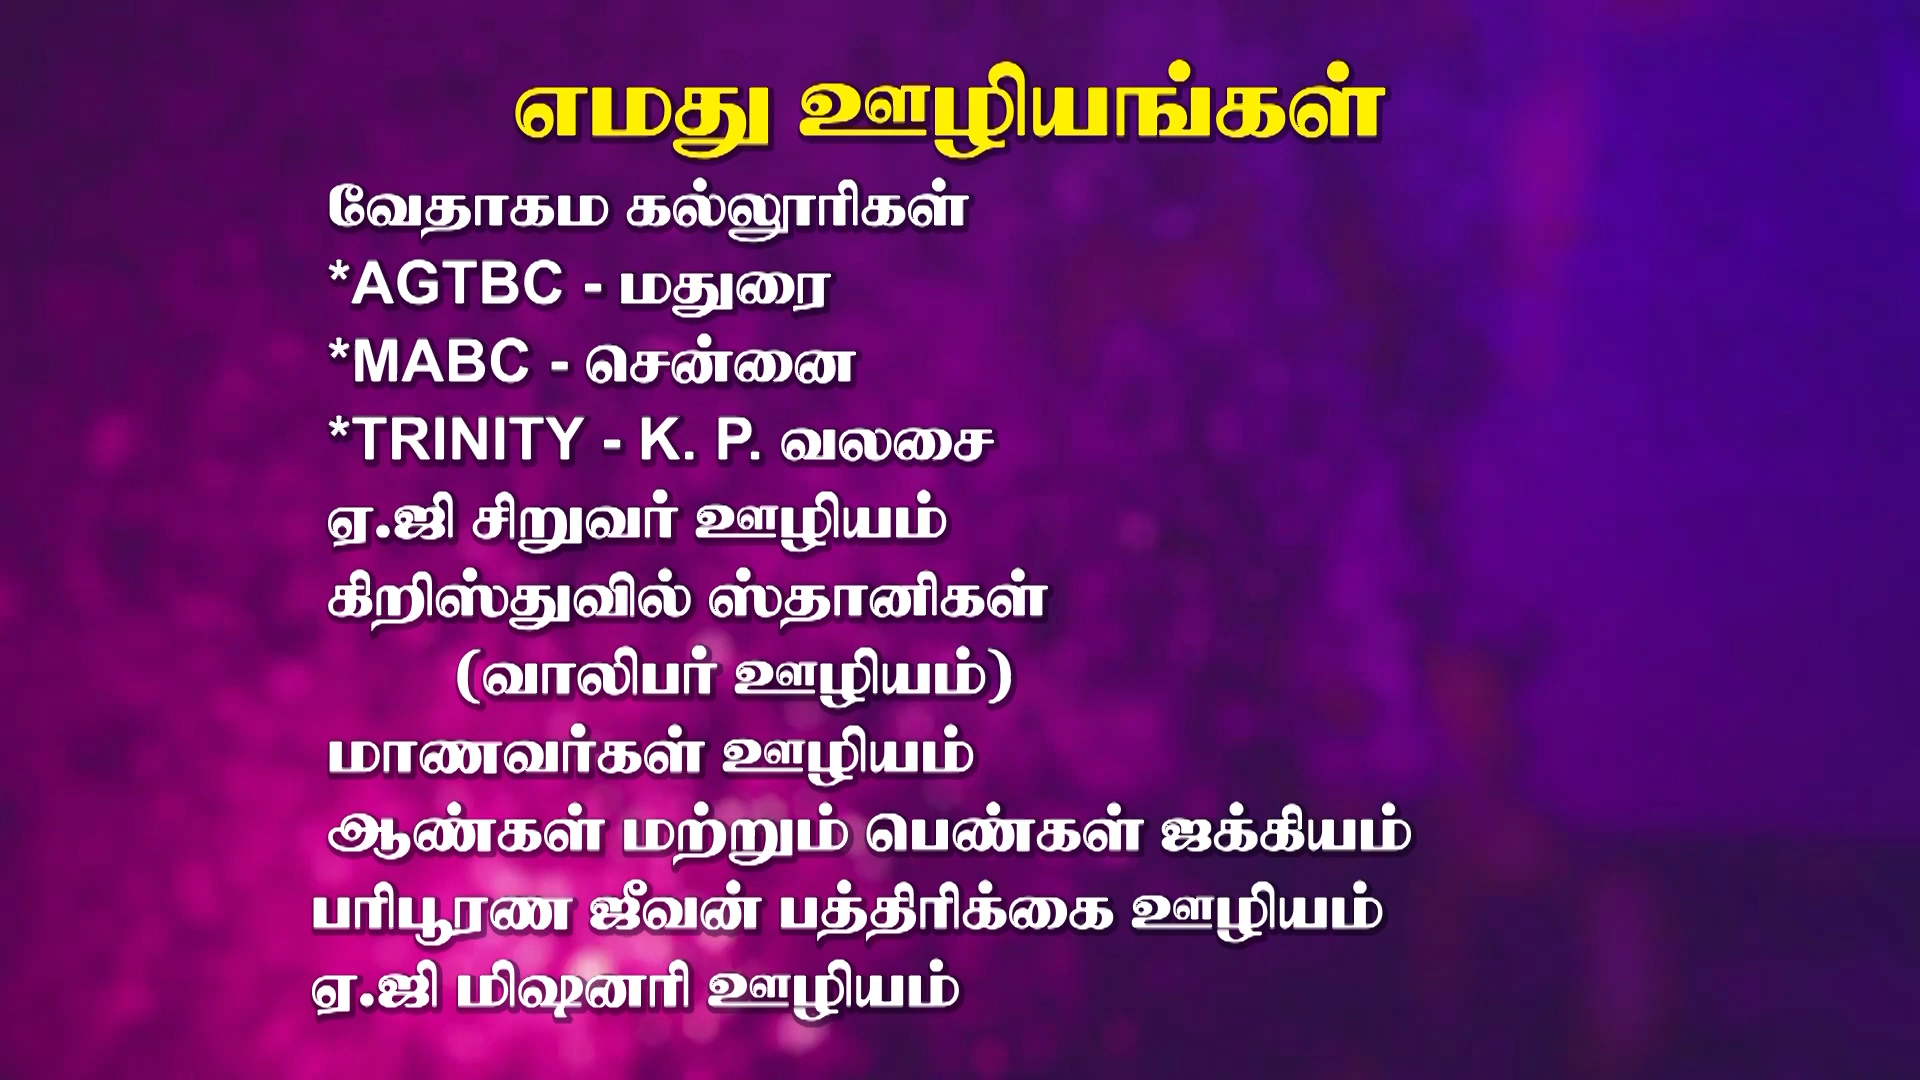 எமது ஊழியங்கள்
வேதாகம கல்லூரிகள்
*AGTBC - மதுரை
*MABC - சென்னை
*TRINITY - K. P. வலசை
ஏ.ஜி சிறுவர் ஊழியம்
கிறிஸ்துவில் ஸ்தானிகள்
(வாலிபர் ஊழியம்)
மாணவர்கள் ஊழியம்
ஆண்கள் மற்றும் பெண்கள் ஐக்கியம்
பரிபூரண ஜீவன் பத்திரிக்கை ஊழியம்
ஏ.ஜி மிஷனரி ஊழியம்